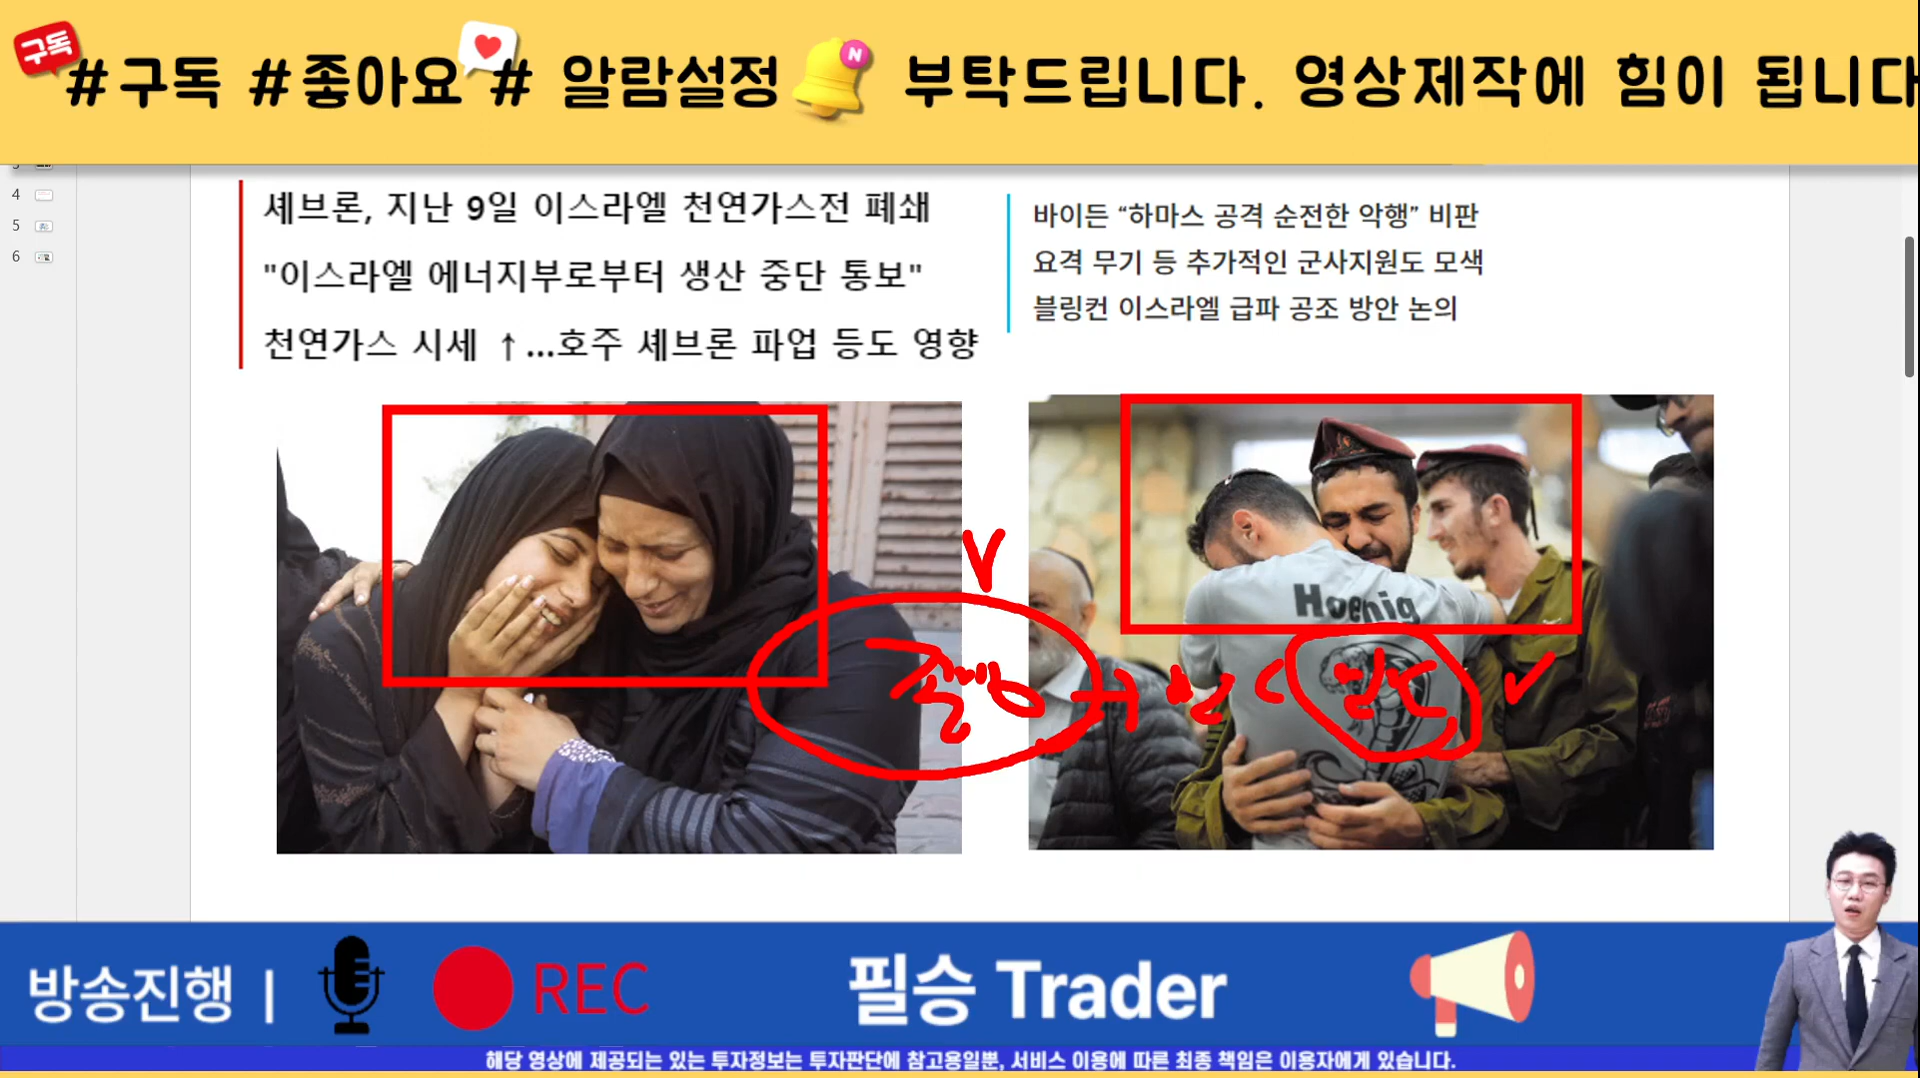 구독
#구독 #좋아요 # 알람설정 N 부탁드립니다. 영상제작에 힘이 됩니다
4
5
6
셰브론, 지난 9일 이스라엘 천연가스전 폐쇄
"이스라엘 에너지부로부터 생산 중단 통보"
천연가스 시세 ↑...호주 셰브론 파업 등도 영향
바이든 “하마스 공격 순전한 악행” 비판
요격 무기 등 추가적인 군사지원도 모색
블링컨 이스라엘 급파 공조 방안 논의
Hoenig
방송진행 |
REC
필승 Trader
해당 영상에 제공되는 있는 투자정보는 투자판단에 참고용일뿐, 서비스 이용에 따른 최종 책임은 이용자에게 있습니다.